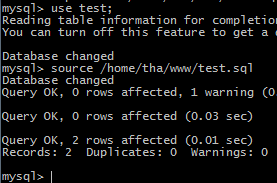 mysql> use test;
Reading table information for completio
You can turn off this feature to get a
Database changed
mysql> source /home/tha/www/test.sql
Database changed
Query OK, 0 rows affected, 1 warning (0
Query OK, 0 rows affected (0.03 sec)
Query OK, 2 rows affected (0.01 sec)
Records: 2  Duplicates: 0  Warnings: 0
mysql>